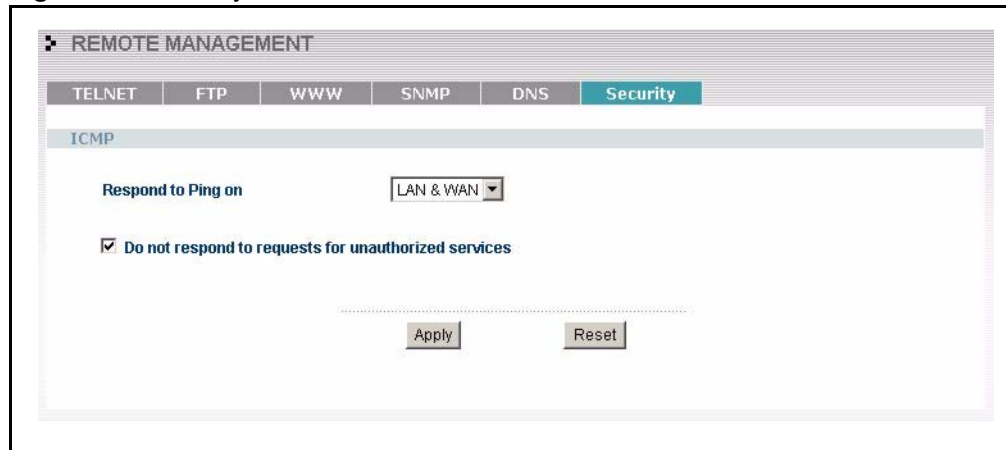 REMOTE MANAGEMENT
TELNET FTP WWW SNMP DNS Security
ICMP
Respond to Ping on LAN & WAN
Do not respond to requests for unauthorized services
Apply Reset